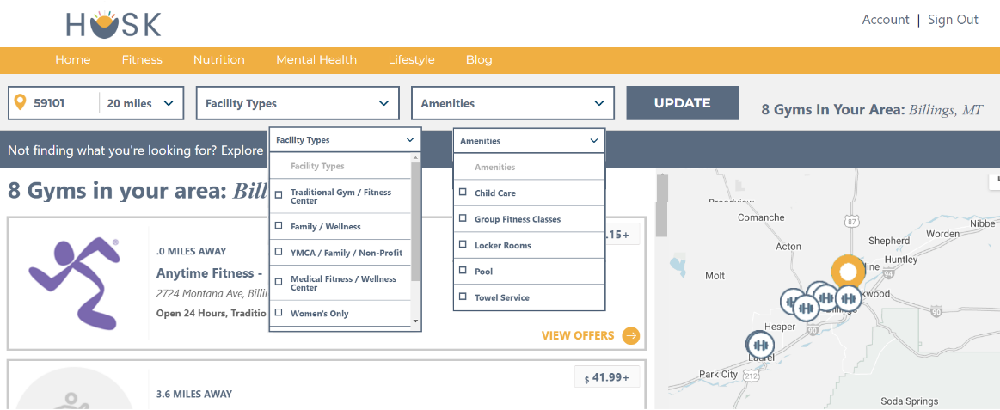 HUSK
Account | Sign Out
Home Fitness Nutrition Mental Health Lifestyle Blog
59101 20 miles Facility Types Amenities UPDATE 8 Gyms In Your Area: Billings, MT
Not finding what you're looking for? Explore
Facility Types
Facility Types
Traditional Gym / Fitness
Center
Family / Wellness
YMCA / Family / Non-Profit
Medical Fitness / Wellness
Center
Women's Only
Amenities
Amenities
Child Care
Group Fitness Classes
Locker Rooms
Pool
Towel Service
8 Gyms in your area:
.15+
.0 MILES AWAY
Anytime Fitness -
2724 Montana Ave,
Open 24 Hours,
VIEW OFFERS
$ 41.99+
3.6 MILES AWAY
Comanche
87
Nibbe
Shepherd
Worden
Acton
Huntley
Molt
94
Hesper
90
90
Laurel
Park City
212
Soda Springs